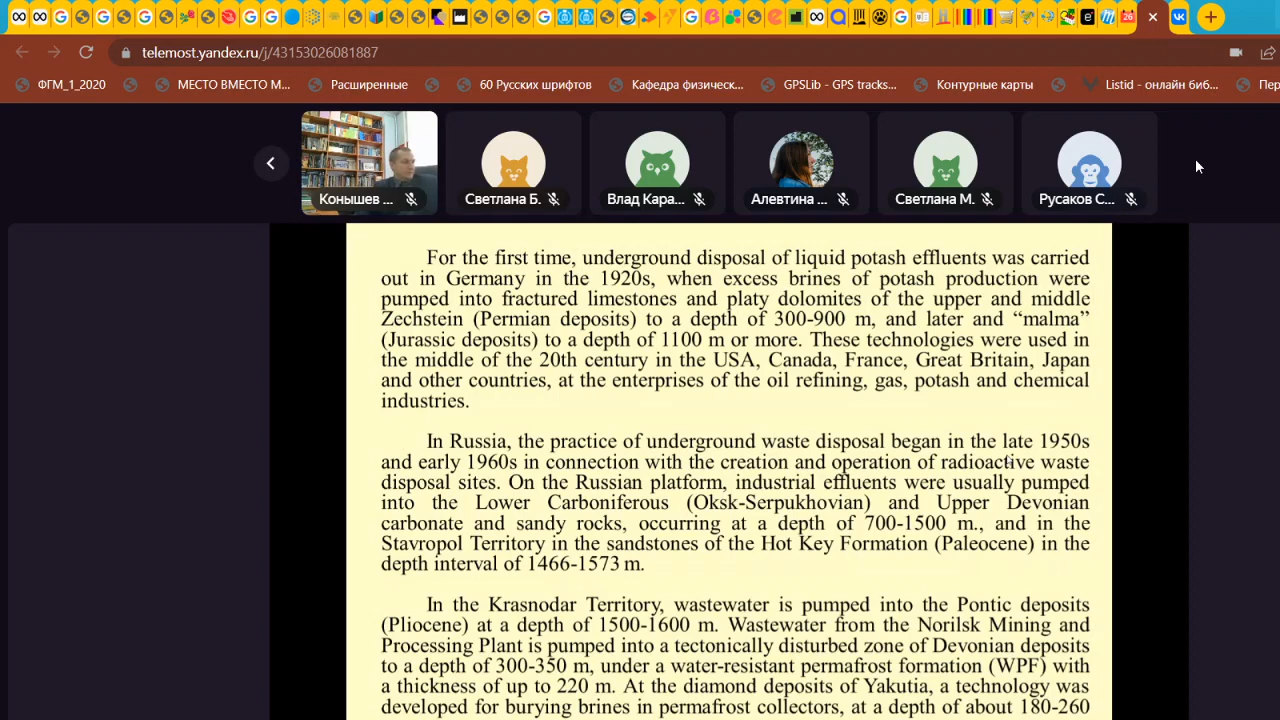 telemost.yandex.ru/j/43153026081887
ФГМ_1_2020
МЕСТО ВМЕСТО М...
Расширенные
60 Русских шрифтов
Кафедра физическ...
GPSLib - GPS tracks...
Контурные карты
Listid - онлайн биб...
Пер
Конышев ...
Светлана Б.
Влад Кара...
Алевтина ...
Светлана М.
Русаков С...
For the first time, underground disposal of liquid potash effluents was carried
out in Germany in the 1920s, when excess brines of potash production were
pumped into fractured limestones and platy dolomites of the upper and middle
Zechstein (Permian deposits) to a depth of 300-900 m, and later and “malma”
(Jurassic deposits) to a depth of 1100 m or more. These technologies were used in
the middle of the 20th century in the USA, Canada, France, Great Britain, Japan
and other countries, at the enterprises of the oil refining, gas, potash and chemical
industries.
In Russia, the practice of underground waste disposal began in the late 1950s
and early 1960s in connection with the creation and operation of radioactive waste
disposal sites. On the Russian platform, industrial effluents were usually pumped
into the Lower Carboniferous (Oksk-Serpukhovian) and Upper Devonian
carbonate and sandy rocks, occurring at a depth of 700-1500 m., and in the
Stavropol Territory in the sandstones of the Hot Key Formation (Paleocene) in the
depth interval of 1466-1573 m.
In the Krasnodar Territory, wastewater is pumped into the Pontic deposits
(Pliocene) at a depth of 1500-1600 m. Wastewater from the Norilsk Mining and
Processing Plant is pumped into a tectonically disturbed zone of Devonian deposits
to a depth of 300-350 m, under a water-resistant permafrost formation (WPF) with
a thickness of up to 220 m. At the diamond deposits of Yakutia, a technology was
developed for burying brines in permafrost collectors, at a depth of about 180-260